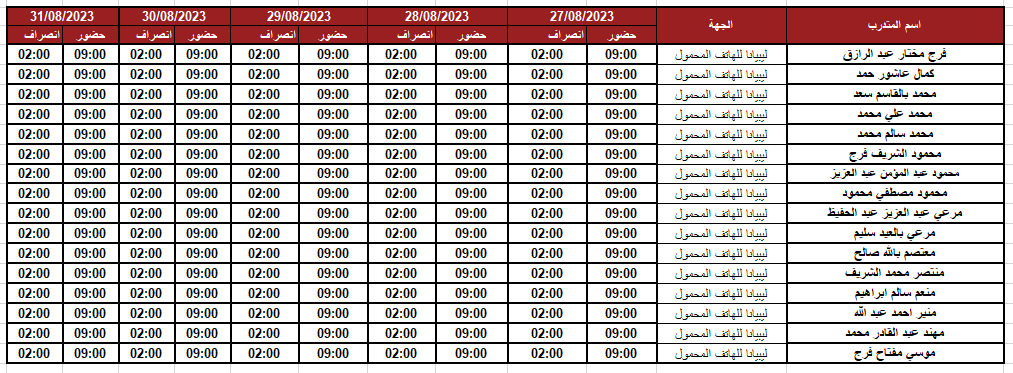 اسم المتدرب الجهة 27/08/2023 28/08/2023 29/08/2023 30/08/2023 31/08/2023
حضور انصراف حضور انصراف حضور انصراف حضور انصراف حضور انصراف
فرج مختار عبد الرازق ليبيانا للهاتف المحمول 09:00 02:00 09:00 02:00 09:00 02:00 09:00 02:00 09:00 02:00
كمال عاشور حمد ليبيانا للهاتف المحمول 09:00 02:00 09:00 02:00 09:00 02:00 09:00 02:00 09:00 02:00
محمد بالقاسم سعد ليبيانا للهاتف المحمول 09:00 02:00 09:00 02:00 09:00 02:00 09:00 02:00 09:00 02:00
محمد علي محمد ليبيانا للهاتف المحمول 09:00 02:00 09:00 02:00 09:00 02:00 09:00 02:00 09:00 02:00
محمد سالم محمد ليبيانا للهاتف المحمول 09:00 02:00 09:00 02:00 09:00 02:00 09:00 02:00 09:00 02:00
محمود الشريف فرج ليبيانا للهاتف المحمول 09:00 02:00 09:00 02:00 09:00 02:00 09:00 02:00 09:00 02:00
محمود عبد المؤمن عبد العزيز ليبيانا للهاتف المحمول 09:00 02:00 09:00 02:00 09:00 02:00 09:00 02:00 09:00 02:00
محمود مصطفي محمود ليبيانا للهاتف المحمول 09:00 02:00 09:00 02:00 09:00 02:00 09:00 02:00 09:00 02:00
مرعي عبد العزيز عبد الحفيظ ليبيانا للهاتف المحمول 09:00 02:00 09:00 02:00 09:00 02:00 09:00 02:00 09:00 02:00
مرعي بالعيد سليم ليبيانا للهاتف المحمول 09:00 02:00 09:00 02:00 09:00 02:00 09:00 02:00 09:00 02:00
معتصم بالله صالح ليبيانا للهاتف المحمول 09:00 02:00 09:00 02:00 09:00 02:00 09:00 02:00 09:00 02:00
منتصر محمد الشريف ليبيانا للهاتف المحمول 09:00 02:00 09:00 02:00 09:00 02:00 09:00 02:00 09:00 02:00
منعم سالم ابراهيم ليبيانا للهاتف المحمول 09:00 02:00 09:00 02:00 09:00 02:00 09:00 02:00 09:00 02:00
منير احمد عبد الله ليبيانا للهاتف المحمول 09:00 02:00 09:00 02:00 09:00 02:00 09:00 02:00 09:00 02:00
مهند عبد القادر محمد ليبيانا للهاتف المحمول 09:00 02:00 09:00 02:00 09:00 02:00 09:00 02:00 09:00 02:00
موسي مفتاح فرج ليبيانا للهاتف المحمول 09:00 02:00 09:00 02:00 09:00 02:00 09:00 02:00 09:00 02:00